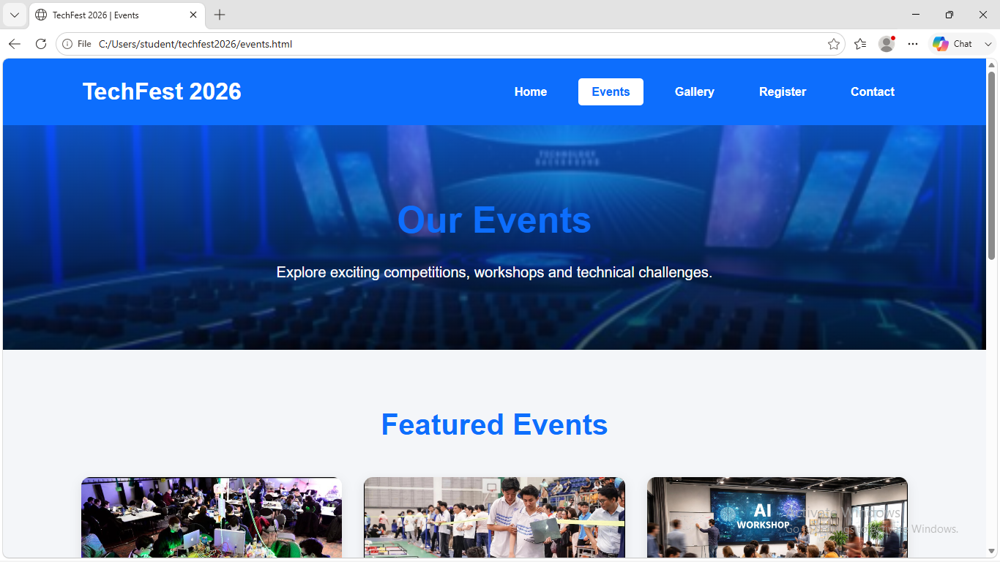 TechFest 2026 | Events
File C:/Users/student/techfest2026/events.html
Chat
TechFest 2026
Home Events Gallery Register Contact
TECHNOLOGY
BACKGROUND
Our Events
Explore exciting competitions, workshops and technical challenges.
Featured Events
AI
WORKSHOP
Activate Windows
Go to Settings to activate Windows.